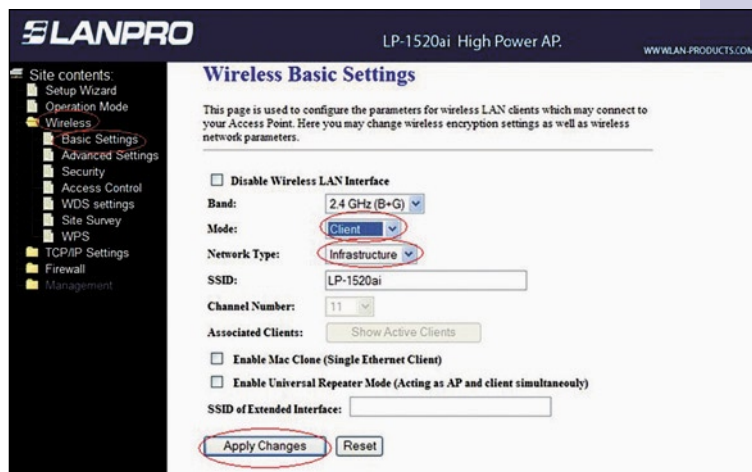 LANPRO
LP-1520ai High Power AP.
WWW.LAN-PRODUCTS.COM
Site contents:
Setup Wizard
Operation Mode
Wireless
Basic Settings
Advanced Settings
Security
Access Control
WDS settings
Site Survey
WPS
TCP/IP Settings
Firewall
Management
Wireless Basic Settings
This page is used to configure the parameters for wireless LAN clients which may connect to
your Access Point. Here you may change wireless encryption settings as well as wireless
network parameters.
Disable Wireless LAN Interface
Band: 2.4 GHz (B+G)
Mode: Client
Network Type: Infrastructure
SSID: LP-1520ai
Channel Number: 11
Associated Clients: Show Active Clients
Enable Mac Clone (Single Ethernet Client)
Enable Universal Repeater Mode (Acting as AP and client simultaneouly)
SSID of Extended Interface:
Apply Changes Reset